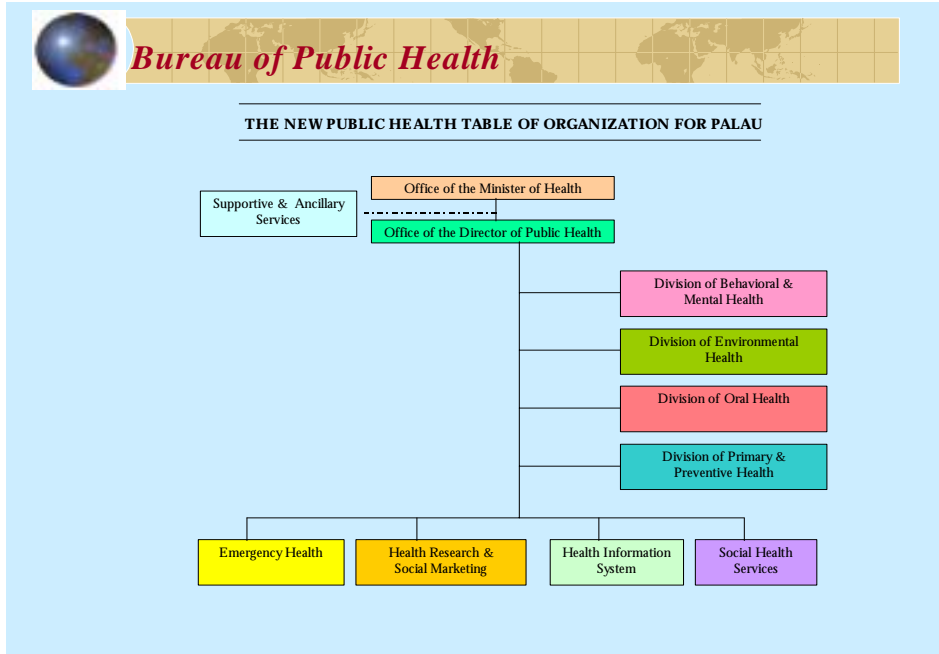 Bureau of Public Health
THE NEW PUBLIC HEALTH TABLE OF ORGANIZATION FOR PALAU
Office of the Minister of Health
Supportive & Ancillary
Services
Office of the Director of Public Health
Division of Behavioral &
Mental Health
Division of Environmental
Health
Division of Oral Health
Division of Primary &
Preventive Health
Emergency Health
Health Research &
Social Marketing
Health Information
System
Social Health
Services